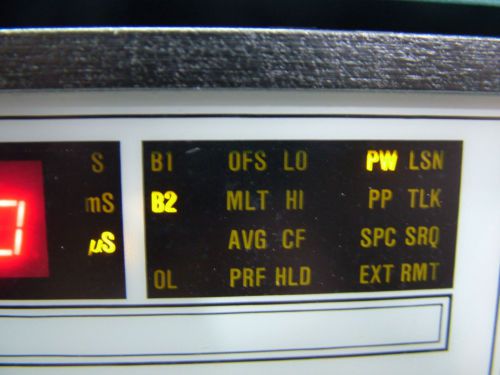 S B1 OFS LO PW LSN
mS B2 MLT HI PP TLK
µS AVG CF SPC SRQ
OL PRF HLD EXT RMT